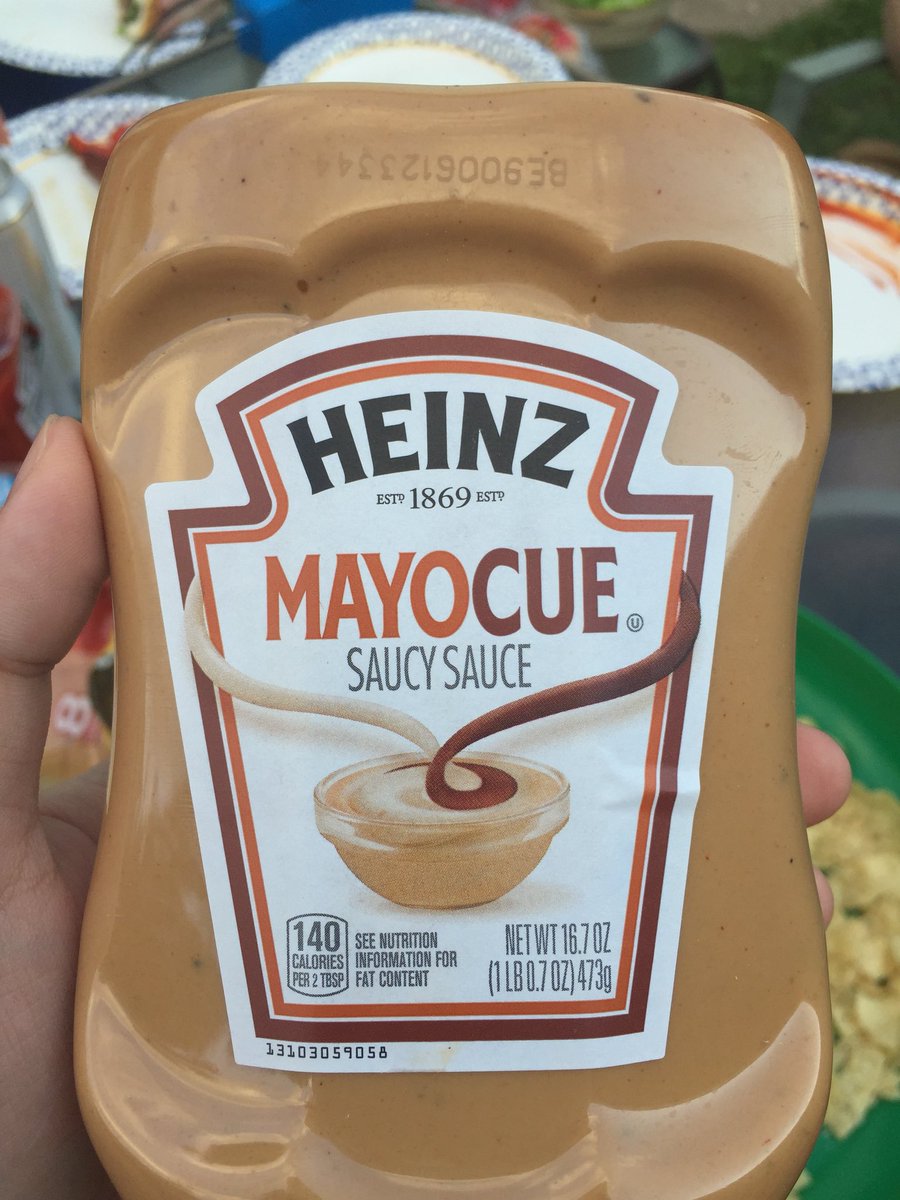 BE9006123344
HEINZ
ESTD 1869 ESTD
MAYOCUE
U
SAUCY SAUCE
140
CALORIES
PER 2 TBSP
SEE NUTRITION
INFORMATION FOR
FAT CONTENT
NET WT 16.7 OZ
(1 LB 0.7 OZ) 473g
13103059058